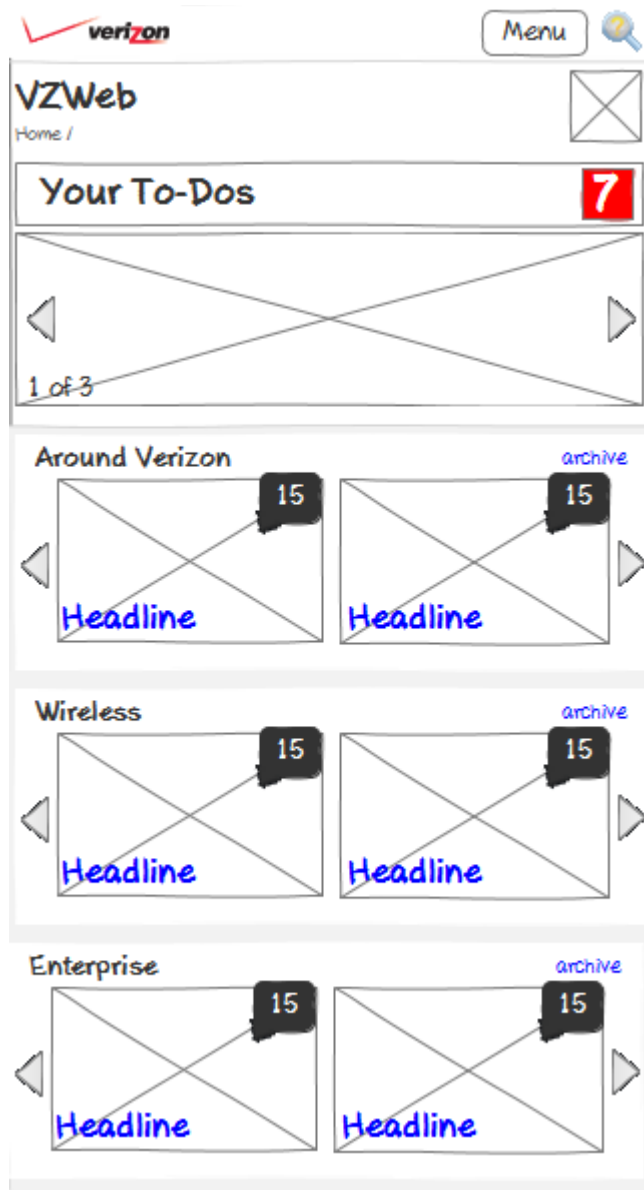 verizon
Menu
VZWeb
Home /
Your To-Dos
7
1 of 3
Around Verizon
archive
15
15
Headline
Headline
Wireless
archive
15
15
Headline
Headline
Enterprise
archive
15
15
Headline
Headline